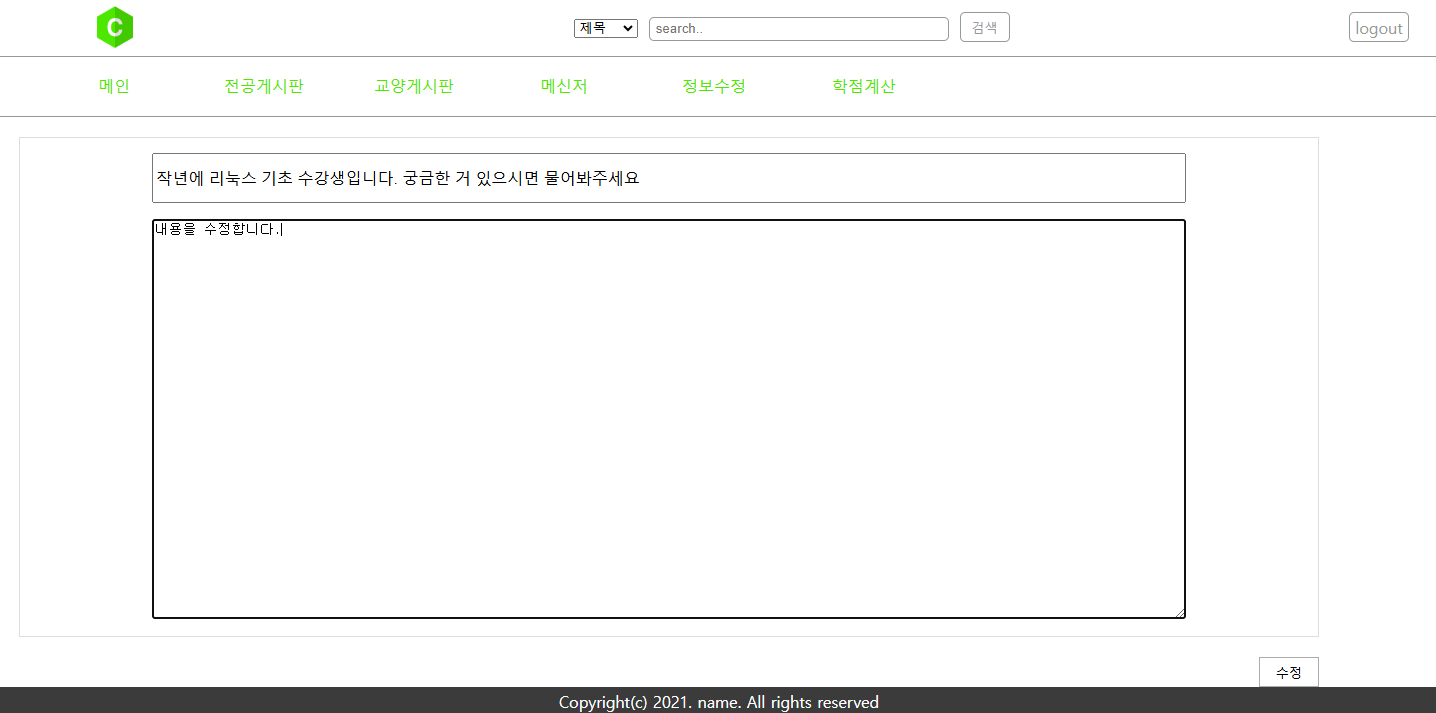 C
제목 search.. 검색 logout
메인 전공게시판 교양게시판 메신저 정보수정 학점계산
작년에 리눅스 기초 수강생입니다. 궁금한 거 있으시면 물어봐주세요
내용을 수정합니다.
수정
Copyright(c) 2021. name. All rights reserved